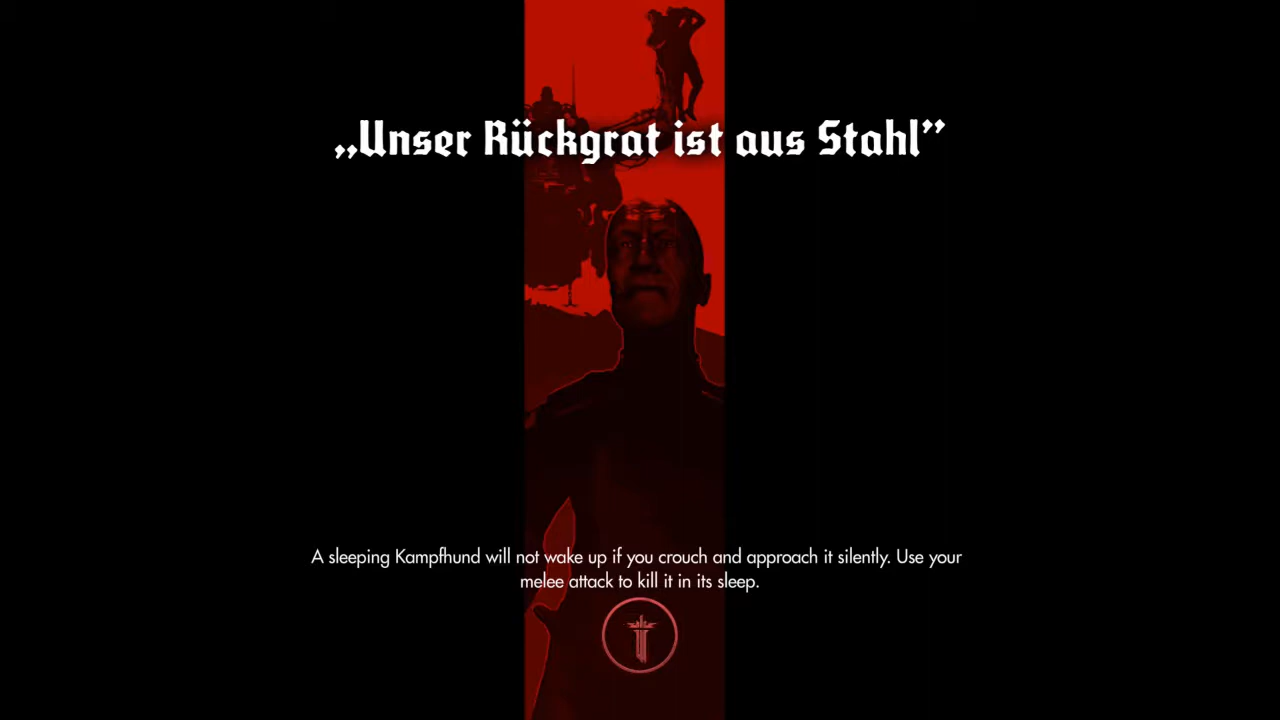 „Unser Rückgrat ist aus Stahl”
A sleeping Kampfhund will not wake up if you crouch and approach it silently. Use your
melee attack to kill it in its sleep.